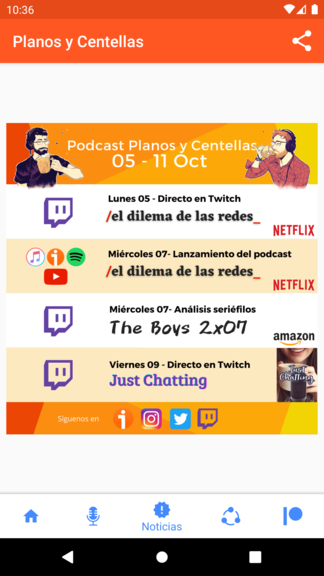 10:36
Planos y Centellas
Podcast Planos y Centellas
05 - 11 Oct
Lunes 05 - Directo en Twitch
/el dilema de las redes_
NETFLIX
Miércoles 07- Lanzamiento del podcast
/el dilema de las redes_
NETFLIX
Miércoles 07- Análisis seriéfilos
The Boys 2x07
amazon
Viernes 09 - Directo en Twitch
Just Chatting
Just
Chatting
Síguenos en
Noticias